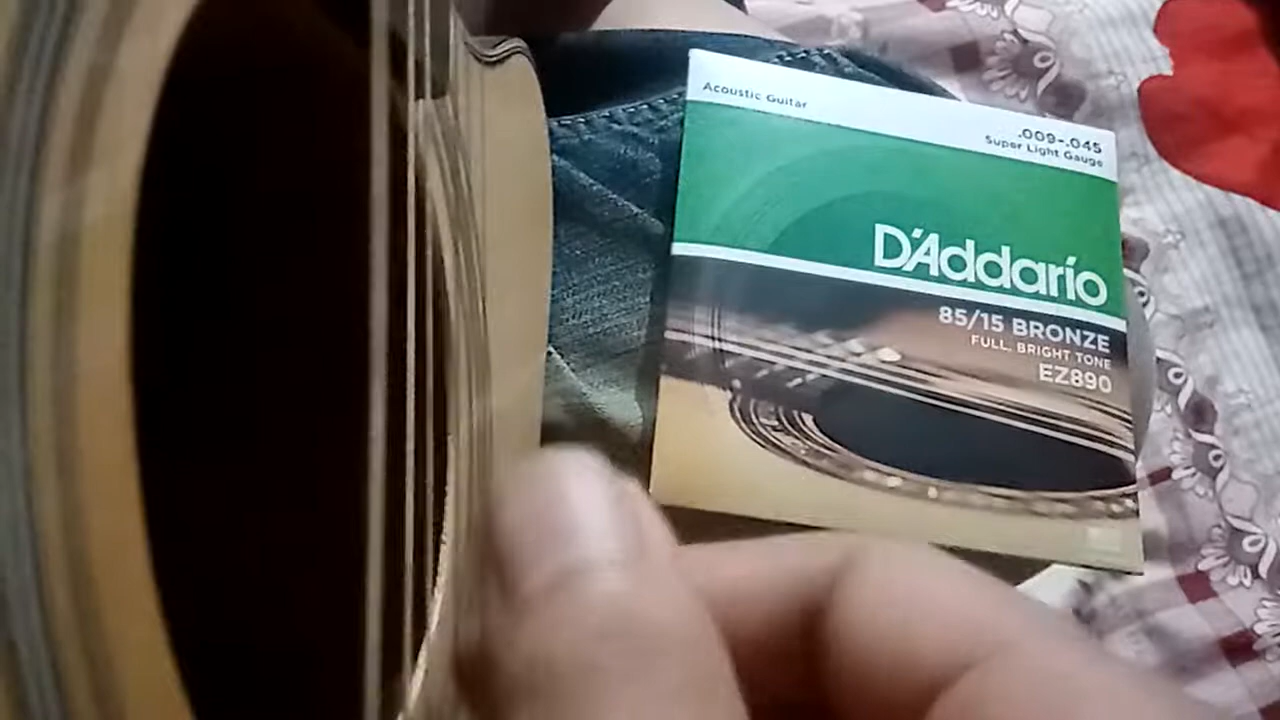 Acoustic Guitar
.009-.045
Super Light Gauge
D'Addario
85/15 BRONZE
FULL, BRIGHT TONE
EZ890